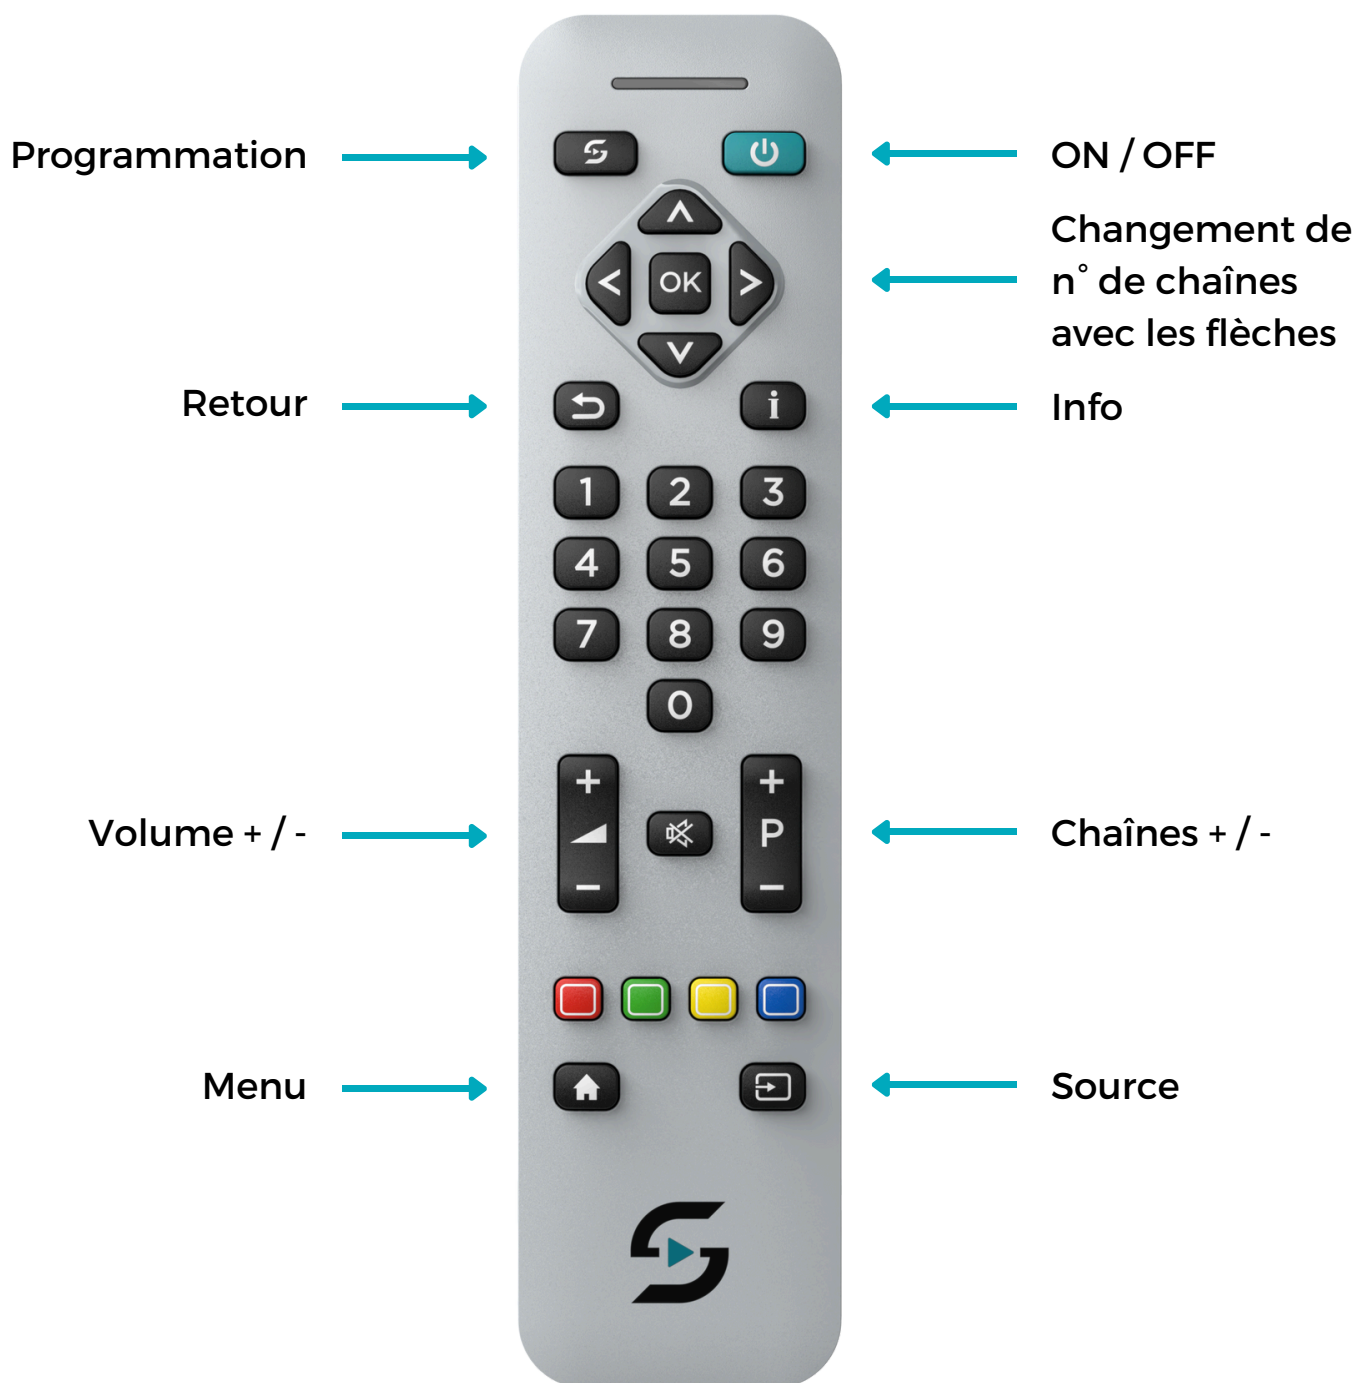 Programmation
ON / OFF
Changement de
n° de chaînes
avec les flèches
OK
Retour
i
Info
1 2 3
4 5 6
7 8 9
0
Volume + / -
+
-
+
P
-
Chaînes + / -
Menu
Source